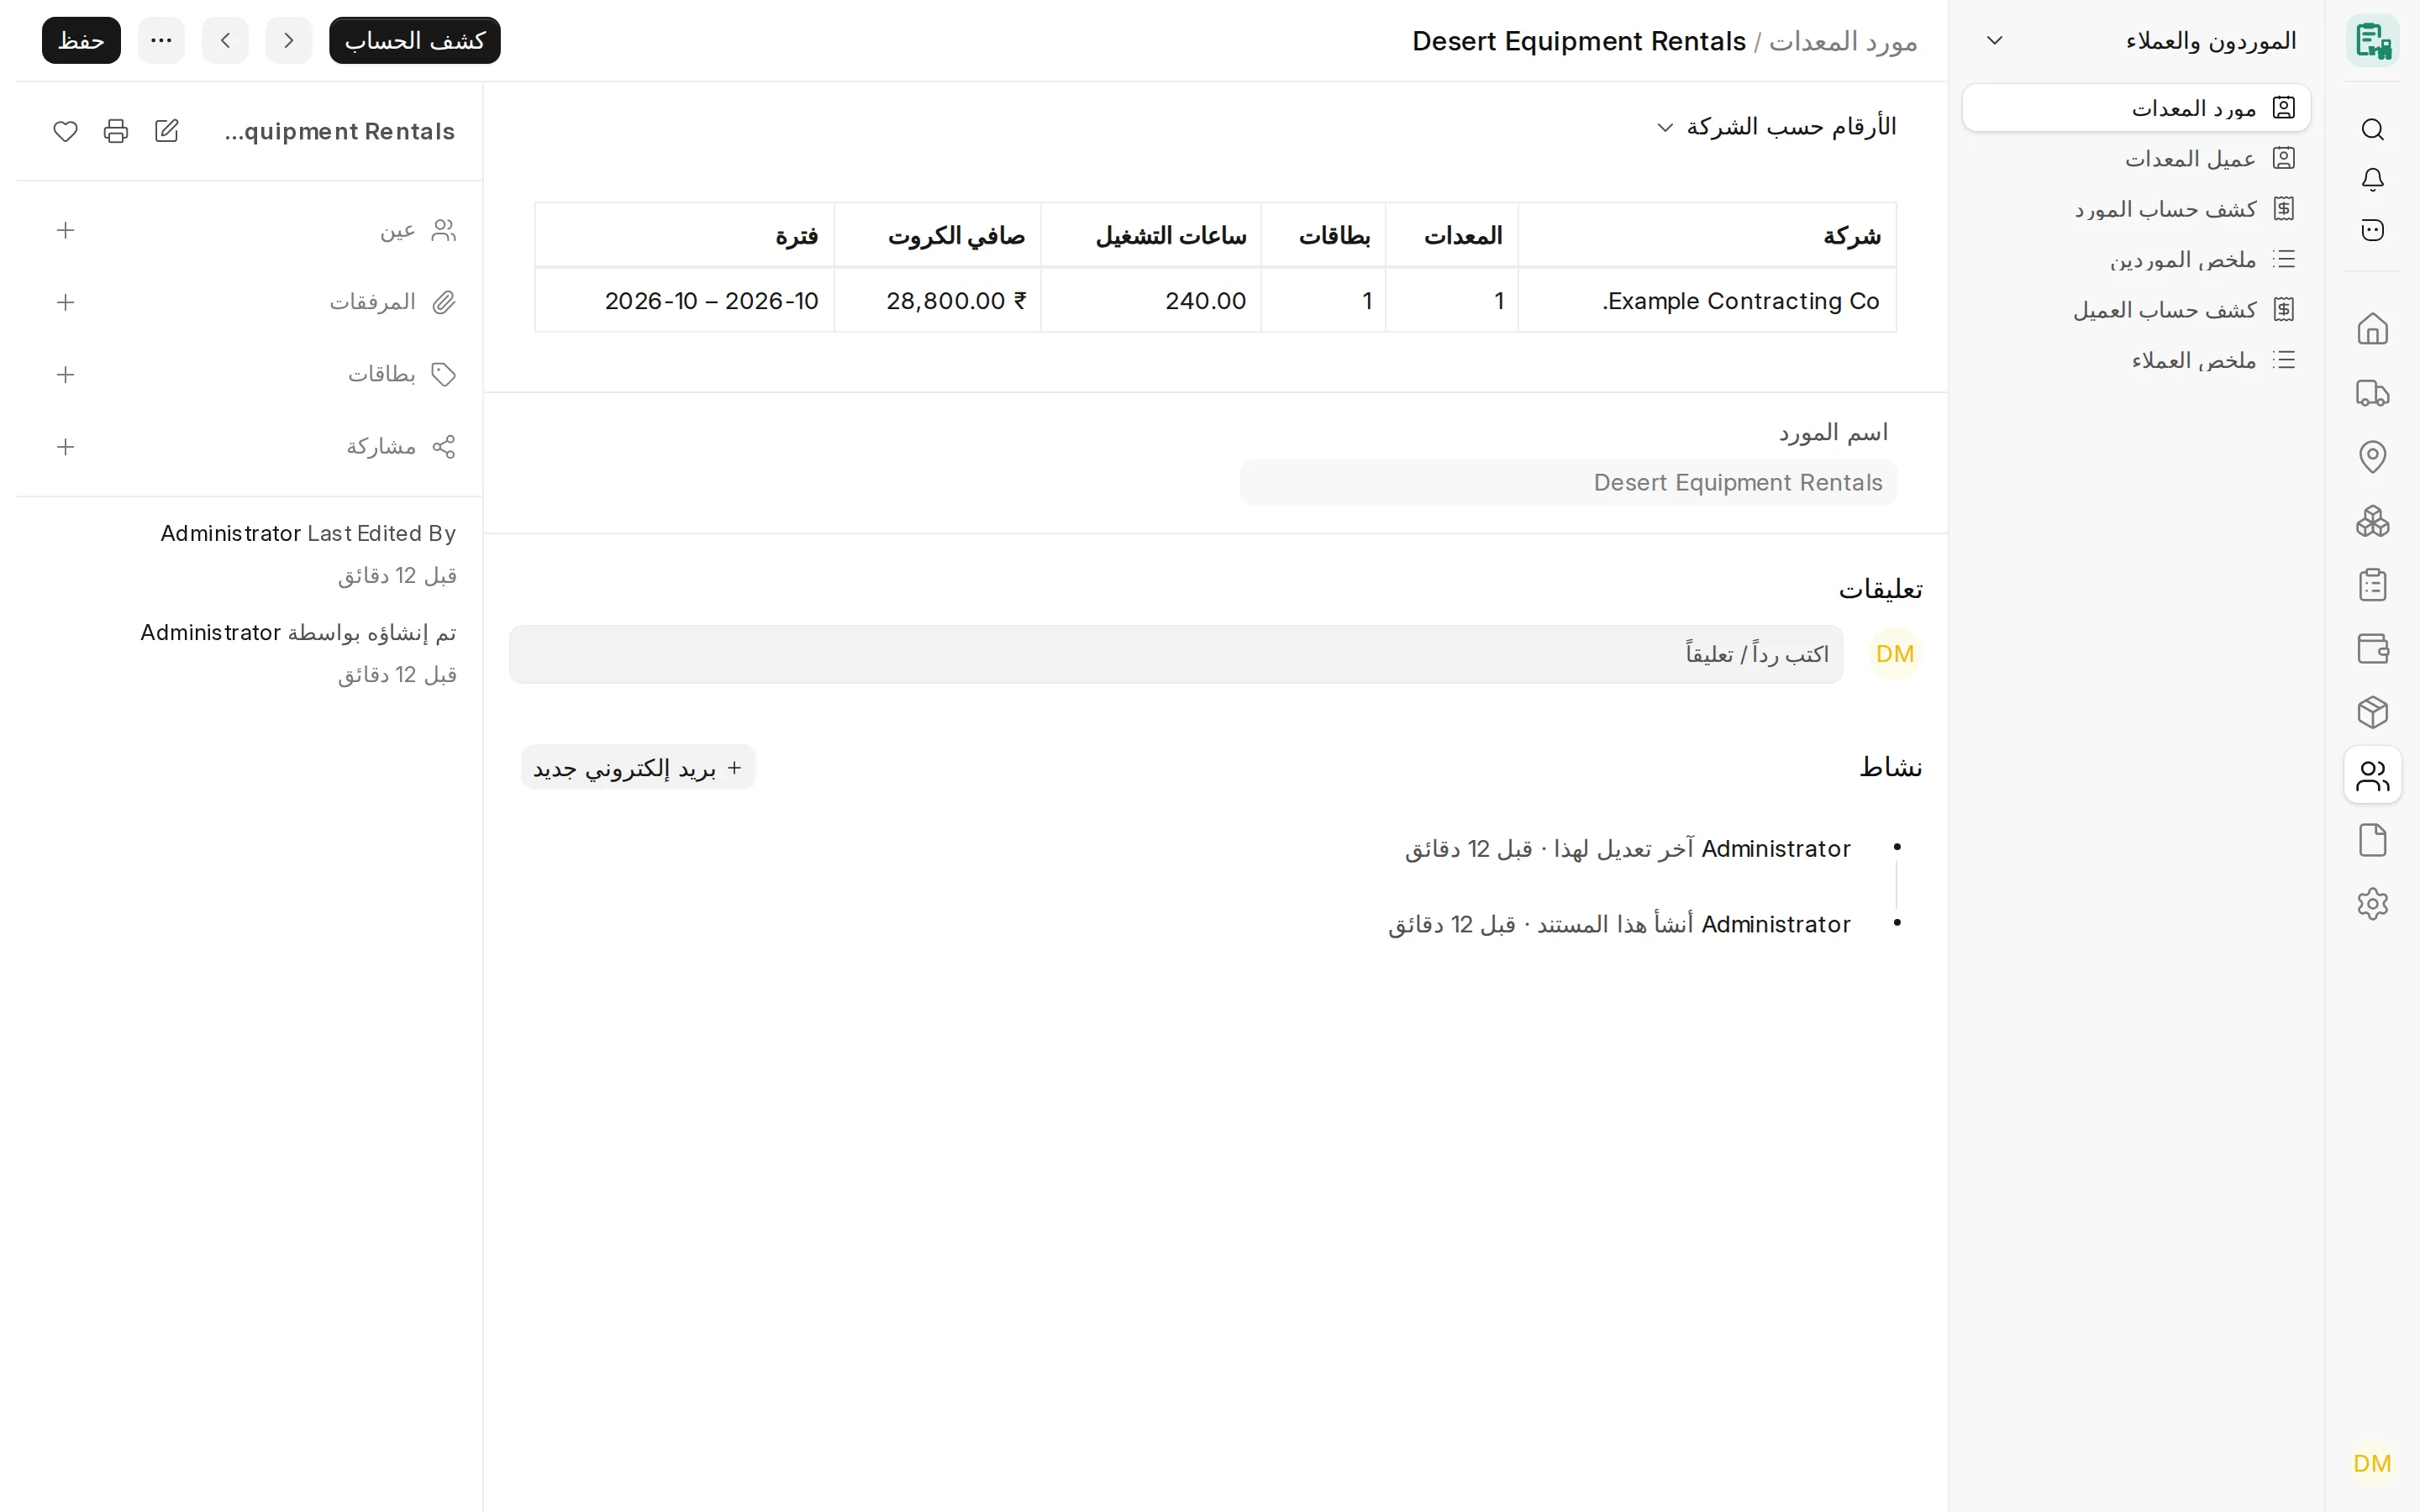 الموردون والعملاء
مورد المعدات
عميل المعدات
كشف حساب المورد
ملخص الموردين
كشف حساب العميل
ملخص العملاء
DM
مورد المعدات / Desert Equipment Rentals
كشف الحساب
حفظ
الأرقام حسب الشركة
شركة المعدات بطاقات ساعات التشغيل صافي الكروت فترة
Example Contracting Co. 1 1 240.00 ₹ 28,800.00 2026-10 – 2026-10
اسم المورد
Desert Equipment Rentals
تعليقات
DM
اكتب رداً / تعليقاً
نشاط
+ بريد إلكتروني جديد
Administrator آخر تعديل لهذا · قبل 12 دقائق
Administrator أنشأ هذا المستند · قبل 12 دقائق
...quipment Rentals
عين
المرفقات
بطاقات
مشاركة
Last Edited By Administrator
قبل 12 دقائق
تم إنشاؤه بواسطة Administrator
قبل 12 دقائق